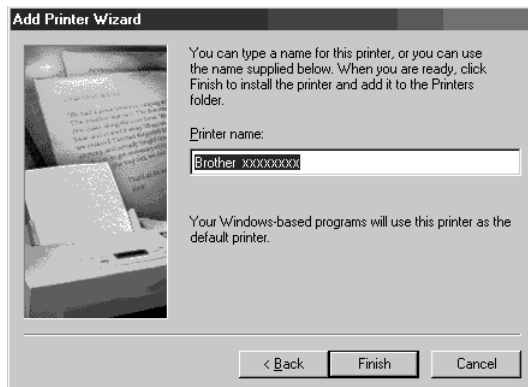 Add Printer Wizard
You can type a name for this printer, or you can use
the name supplied below. When you are ready, click
Finish to install the printer and add it to the Printers
folder.
Printer name:
Brother xxxxxxxx
Your Windows-based programs will use this printer as the
default printer.
< Back
Finish
Cancel